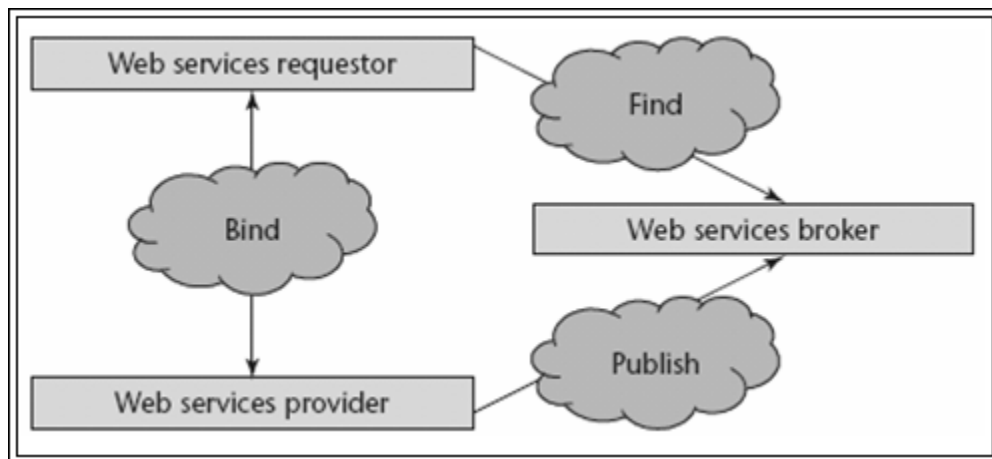 Web services requestor
Find
Bind
Web services broker
Publish
Web services provider